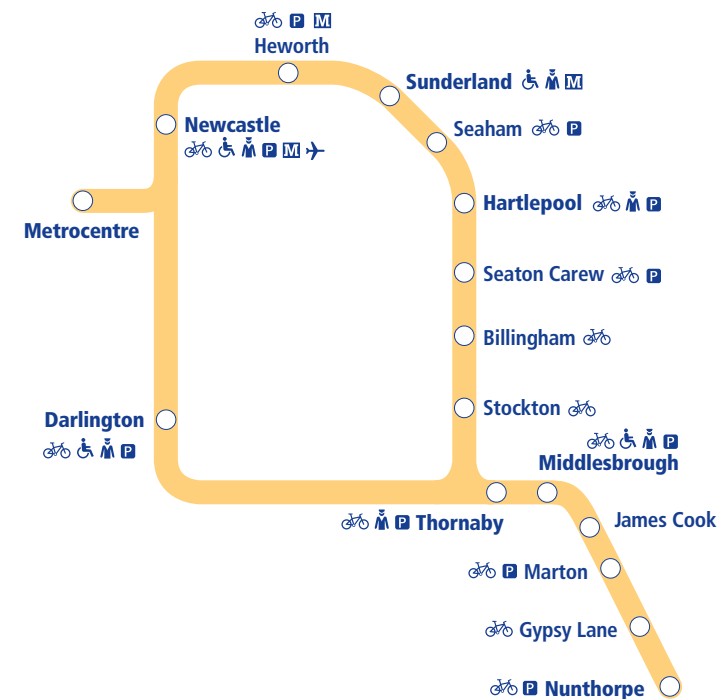 P M
Heworth
Sunderland M
Newcastle
P M
Seaham P
Hartlepool P
Metrocentre
Seaton Carew P
Billingham
Darlington
P
Stockton
P
Middlesbrough
P Thornaby
James Cook
P Marton
Gypsy Lane
P Nunthorpe